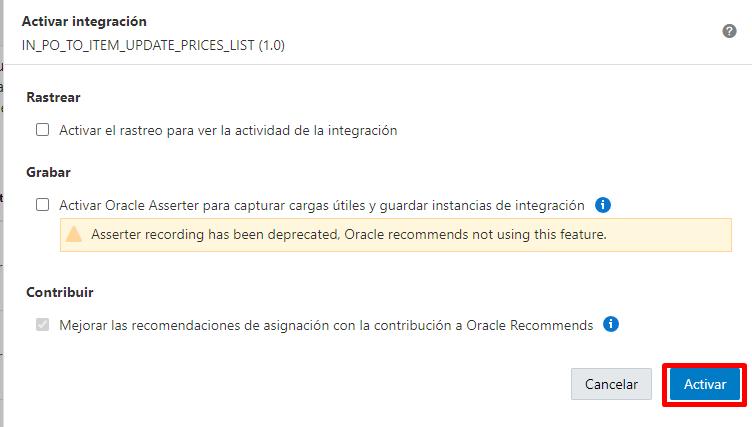 Activar integración
IN_PO_TO_ITEM_UPDATE_PRICES_LIST (1.0)
Rastrear
Activar el rastreo para ver la actividad de la integración
Grabar
Activar Oracle Asserter para capturar cargas útiles y guardar instancias de integración
Asserter recording has been deprecated, Oracle recommends not using this feature.
Contribuir
Mejorar las recomendaciones de asignación con la contribución a Oracle Recommends
Cancelar
Activar